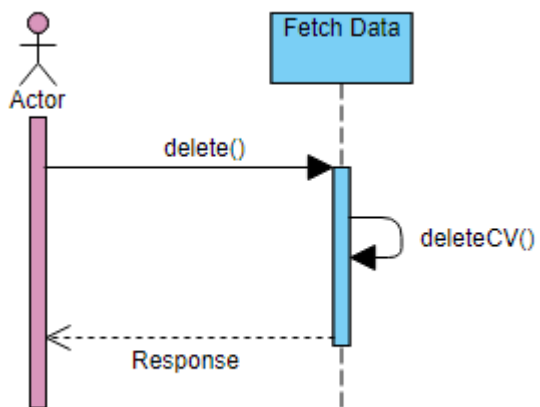 Fetch Data
Actor
delete()
deleteCV()
Response